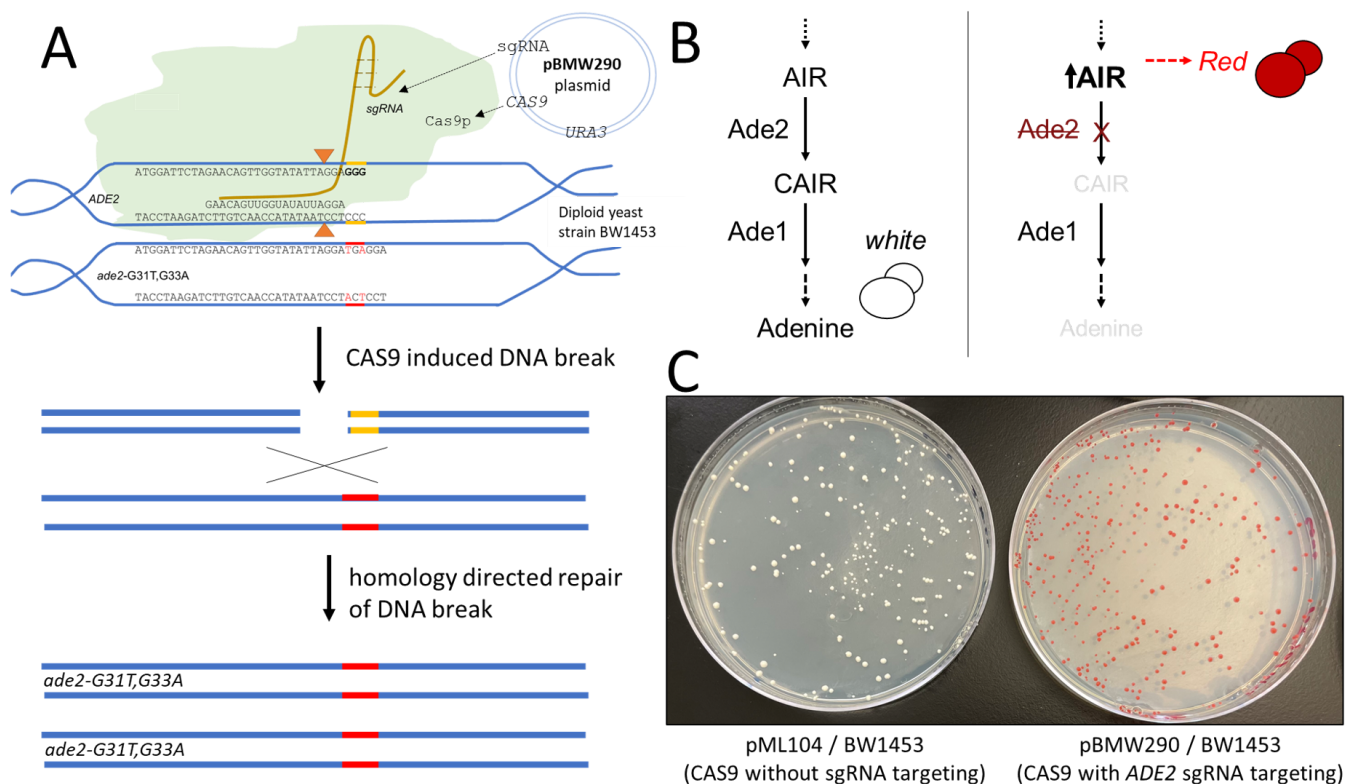 A
sgRNA
pBMW290
plasmid
sgRNA
CAS9
Cas9p
URA3
ATGGATTCTAGAACAGTTGGTATATTAGGAGGG
ADE2
GAACAGUUGGUAUAUUAGGA
TACCTAAGATCTTGTCAACCATATAATCCTCCC
Diploid yeast
strain BW1453
ATGGATTCTAGAACAGTTGGTATATTAGGATGAGGA
ade2-G31T,G33A
TACCTAAGATCTTGTCAACCATATAATCCTACTCCT
CAS9 induced DNA break
homology directed repair
of DNA break
ade2-G31T,G33A
ade2-G31T,G33A
B
AIR
Ade2
CAIR
Ade1
white
Adenine
AIR
Red
Ade2
X
CAIR
Ade1
Adenine
C
pML104 / BW1453
(CAS9 without sgRNA targeting)
pBMW290 / BW1453
(CAS9 with ADE2 sgRNA targeting)